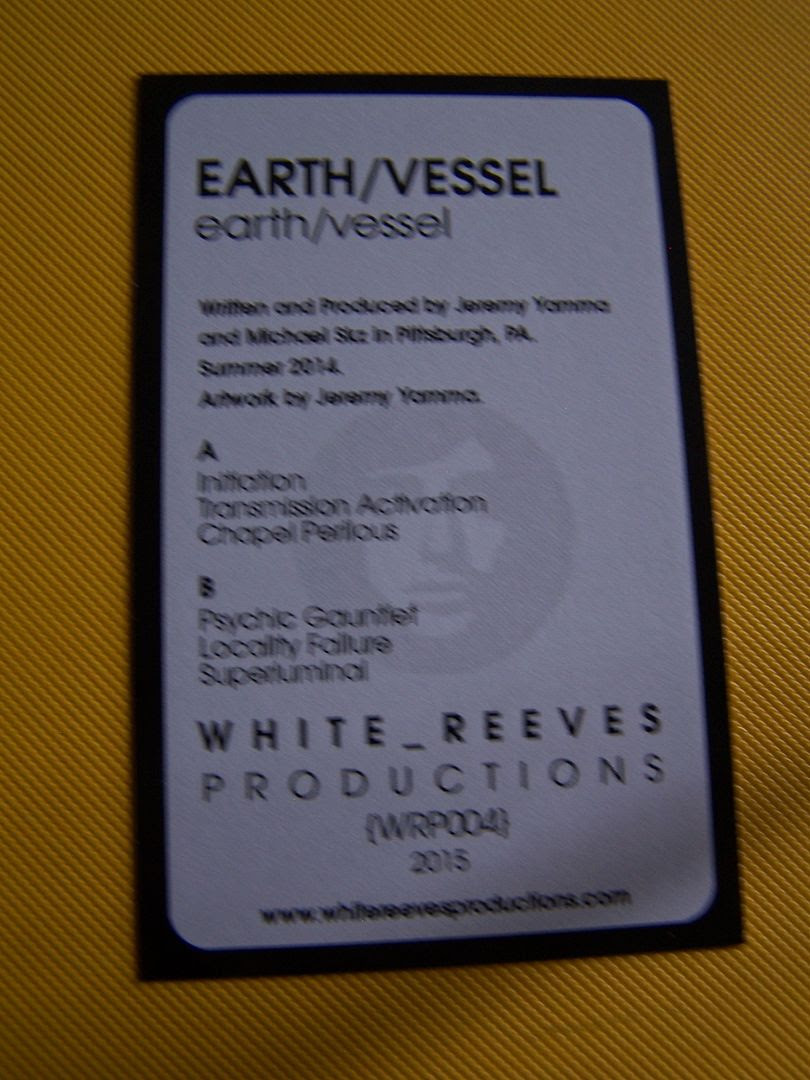 EARTH/VESSEL
earth/vessel
Written and Produced by Jeremy Yamma
and Michael Skz in Pittsburgh, PA.
Summer 2014.
Artwork by Jeremy Yamma.
A
Initiation
Transmission Activation
Chapel Perilous
B
Psychic Gauntlet
Locality Failure
Superluminal
WHITE_REEVES
PRODUCTIONS
{WRP004}
2015
www.whitereevesproductions.com